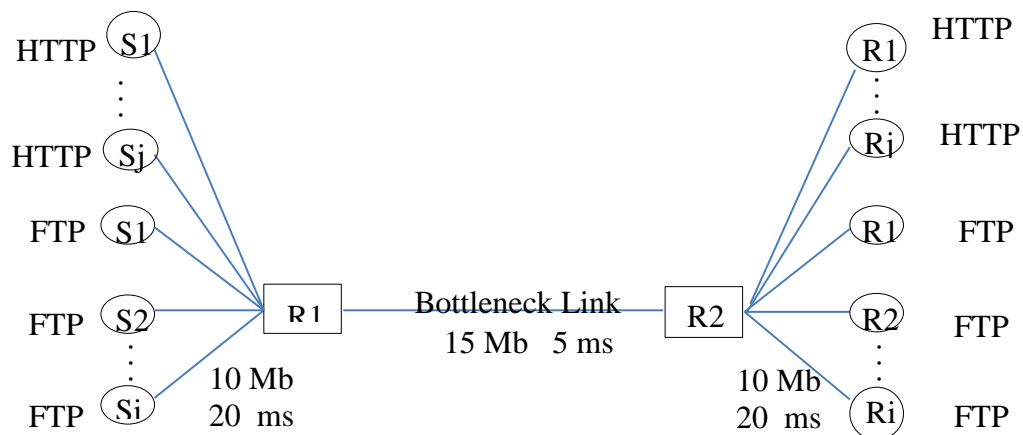 HTTP
S1
R1
HTTP
HTTP
Sj
Rj
HTTP
FTP
S1
R1
FTP
R1
Bottleneck Link
15 Mb 5 ms
R2
FTP
S2
R2
FTP
10 Mb
20 ms
10 Mb
20 ms
FTP
Si
Ri
FTP